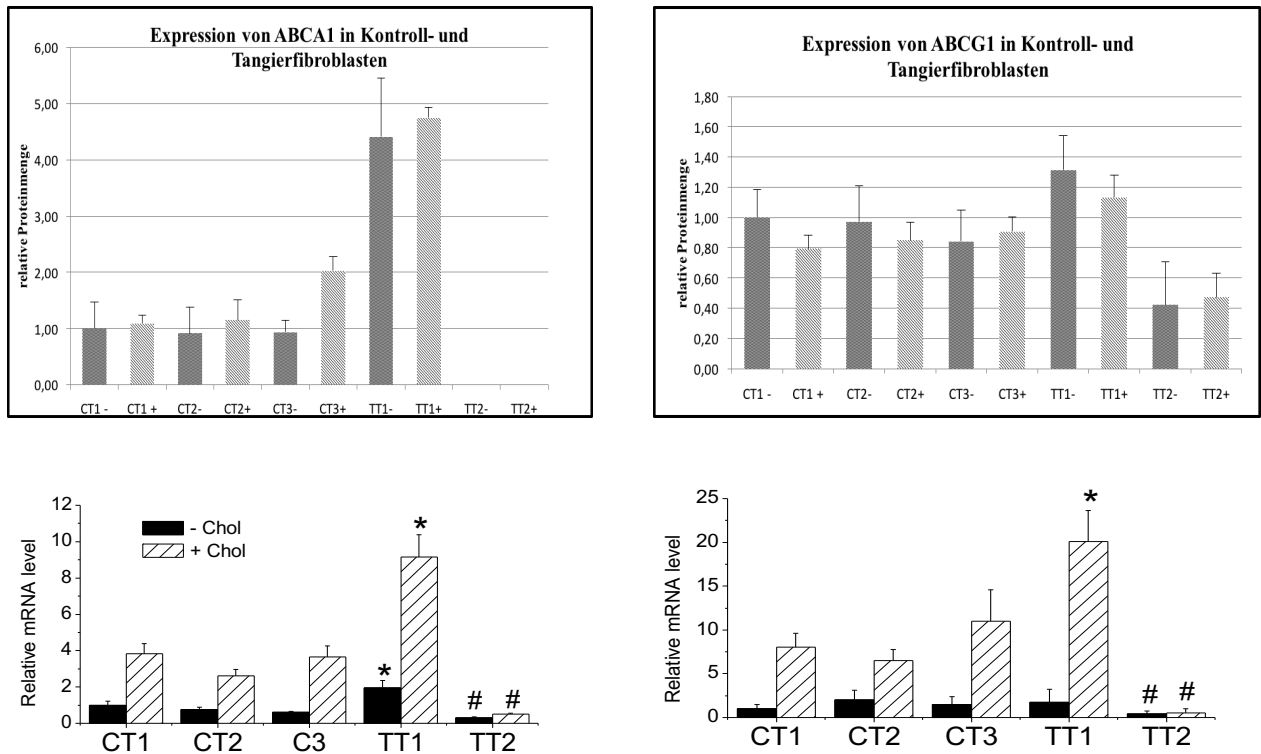 Expression von ABCA1 in Kontroll- und
Tangierfibroblasten
relative Proteinmenge
6,00
5,00
4,00
3,00
2,00
1,00
0,00
CT1 - CT1 + CT2- CT2+ CT3- CT3+ TT1- TT1+ TT2- TT2+
Expression von ABCG1 in Kontroll- und
Tangierfibroblasten
relative Proteinmenge
1,80
1,60
1,40
1,20
1,00
0,80
0,60
0,40
0,20
0,00
CT1 - CT1 + CT2- CT2+ CT3- CT3+ TT1- TT1+ TT2- TT2+
Relative mRNA level
12
10
8
6
4
2
0
- Chol
+ Chol
*
*
# #
CT1 CT2 C3 TT1 TT2
Relative mRNA level
25
20
15
10
5
0
*
# #
CT1 CT2 CT3 TT1 TT2